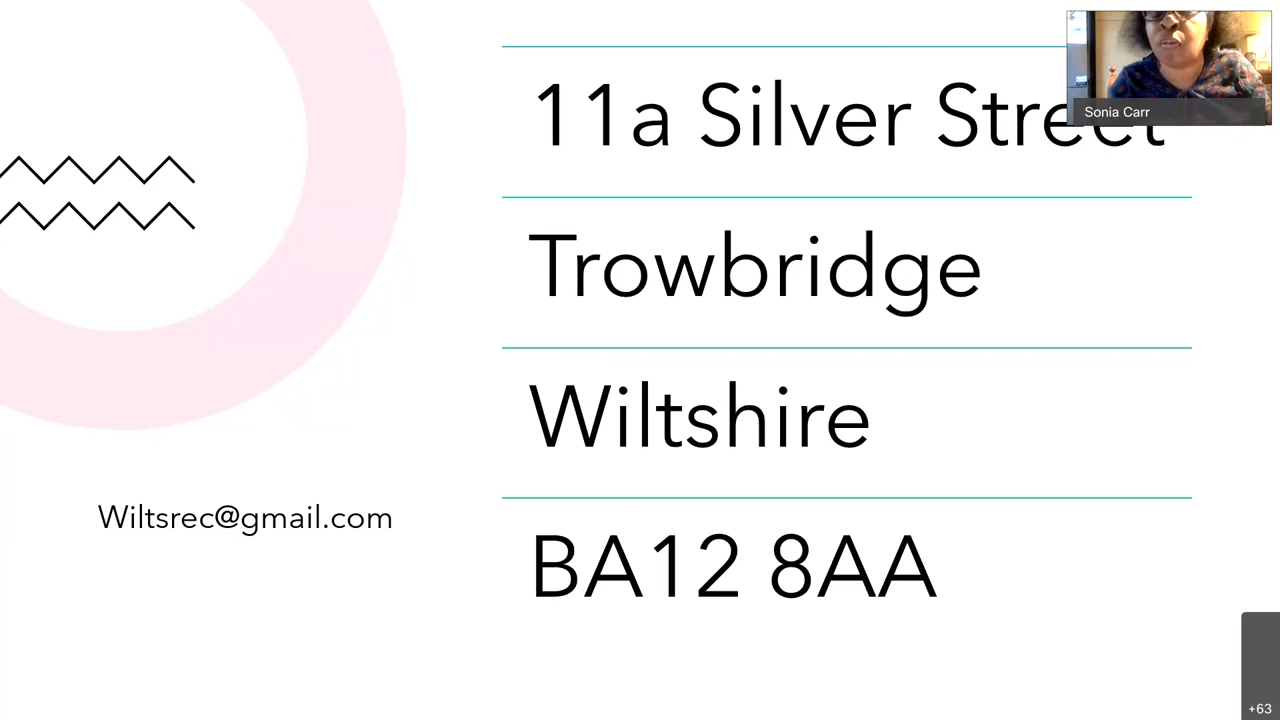 11a Silver Street
Sonia Carr
Trowbridge
Wiltshire
Wiltsrec@gmail.com
BA12 8AA
+63